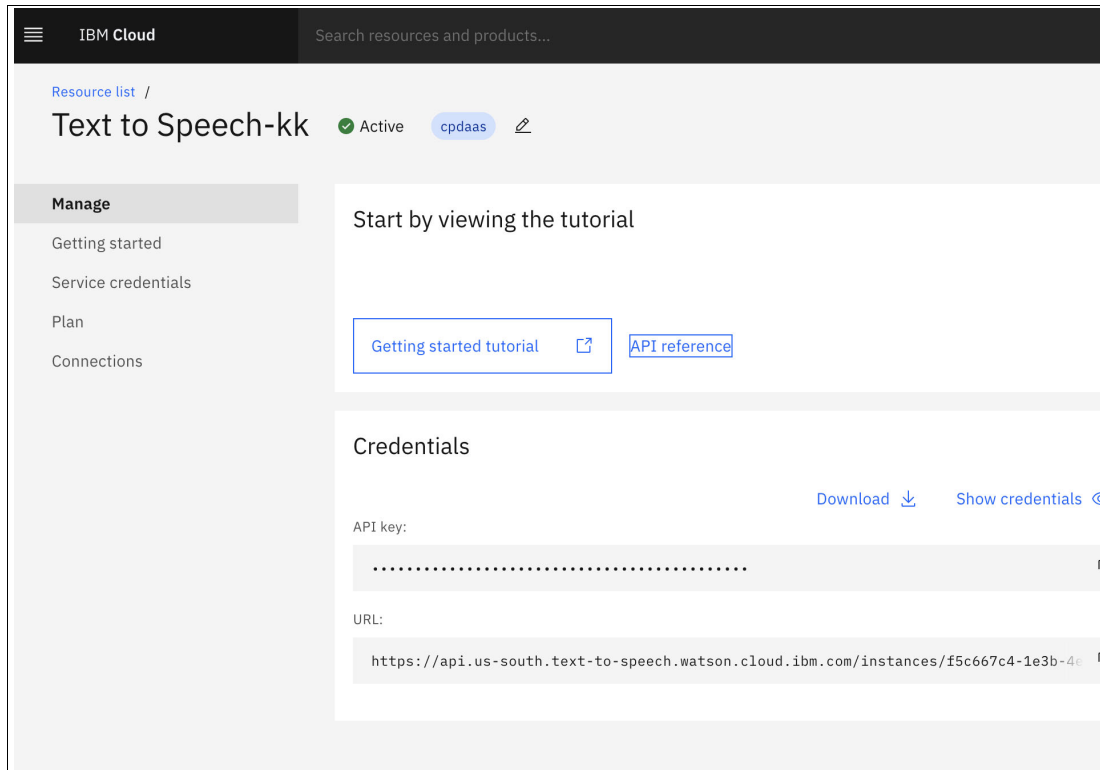 IBM Cloud
Search resources and products...
Resource list /
Text to Speech-kk
Active
cpdaas
Manage
Getting started
Service credentials
Plan
Connections
Start by viewing the tutorial
Getting started tutorial
API reference
Credentials
Download
Show credentials
API key:
••••••••••••••••••••••••••••••••••••••••••••
URL:
https://api.us-south.text-to-speech.watson.cloud.ibm.com/instances/f5c667c4-1e3b-4e